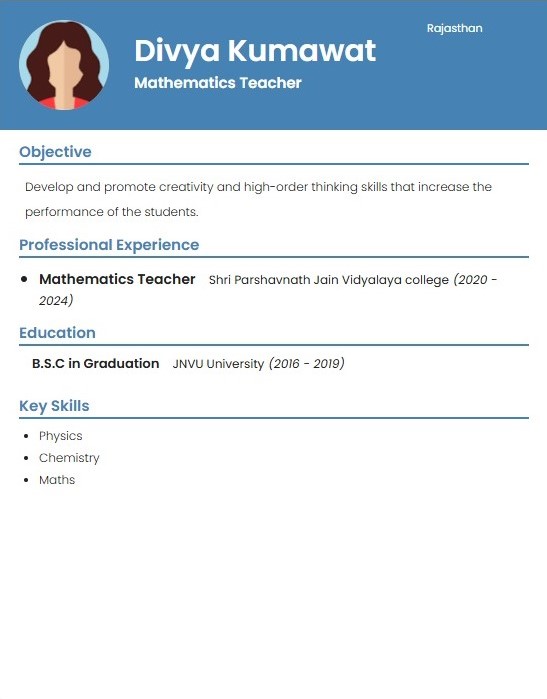 Rajasthan
Divya Kumawat
Mathematics Teacher
Objective
Develop and promote creativity and high-order thinking skills that increase the
performance of the students.
Professional Experience
• Mathematics Teacher Shri Parshavnath Jain Vidyalaya college (2020 -
2024)
Education
B.S.C in Graduation JNVU University (2016 - 2019)
Key Skills
• Physics
• Chemistry
• Maths